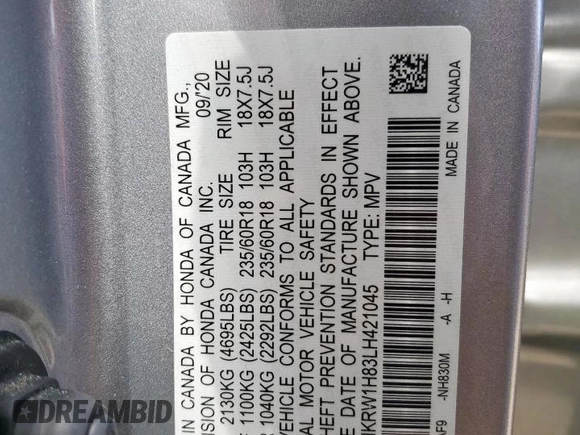 IN CANADA BY HONDA OF CANADA MFG.,
SION OF HONDA CANADA INC. 09/'20
2130KG (4695LBS) TIRE SIZE RIM SIZE
1100KG (2425LBS) 235/60R18 103H 18X7.5J
1040KG (2292LBS) 235/60R18 103H 18X7.5J
VEHICLE CONFORMS TO ALL APPLICABLE
AL MOTOR VEHICLE SAFETY
HEFT PREVENTION STANDARDS IN EFFECT
E DATE OF MANUFACTURE SHOWN ABOVE.
KRW1H83LH421045 TYPE: MPV
AF9 -NH830M -A -H MADE IN CANADA
DREAMBID